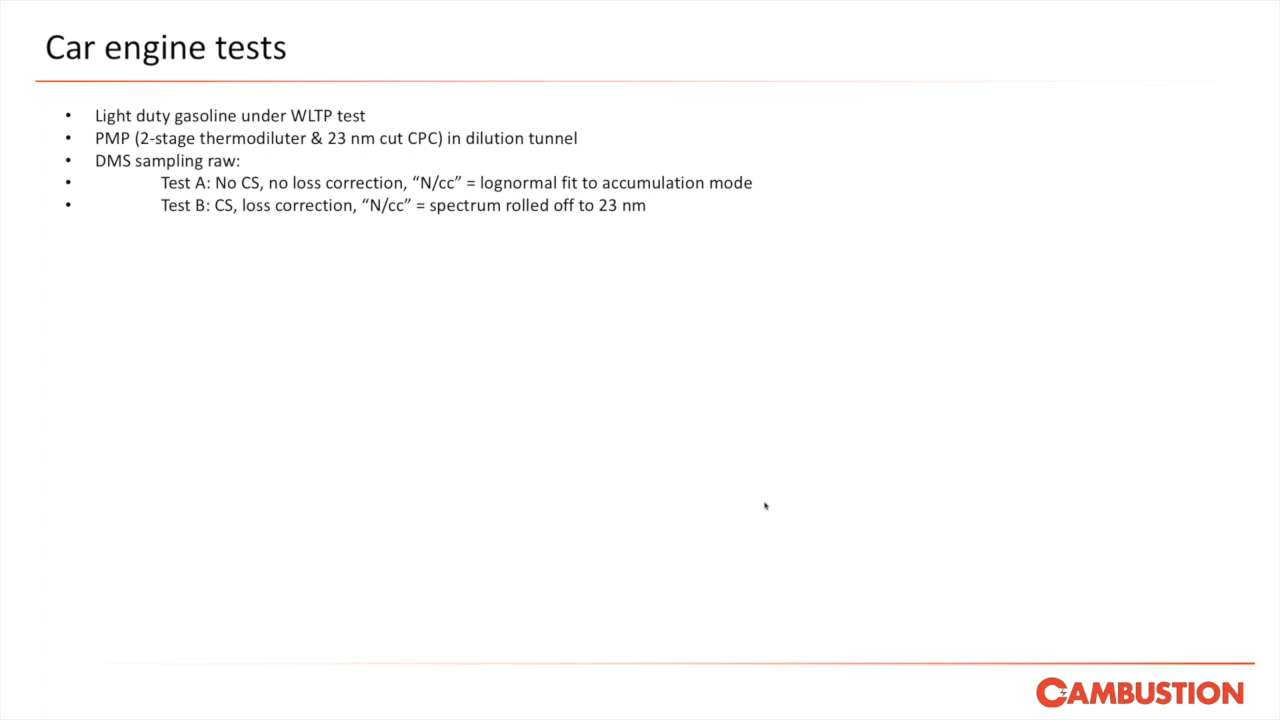 Car engine tests
• Light duty gasoline under WLTP test
• PMP (2-stage thermodiluter & 23 nm cut CPC) in dilution tunnel
• DMS sampling raw:
• Test A: No CS, no loss correction, “N/cc” = lognormal fit to accumulation mode
• Test B: CS, loss correction, “N/cc” = spectrum rolled off to 23 nm
CAMBUSTION